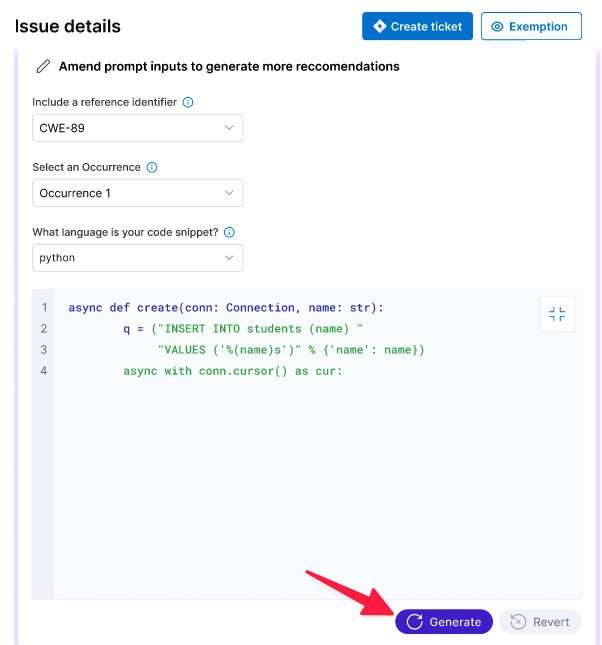 Issue details
Create ticket
Exemption
Amend prompt inputs to generate more reccomendations
Include a reference identifier
CWE-89
Select an Occurrence
Occurrence 1
What language is your code snippet?
python
1 async def create(conn: Connection, name: str):
2 q = ("INSERT INTO students (name) "
3 "VALUES ('%(name)s')" % {'name': name})
4 async with conn.cursor() as cur:
Generate
Revert